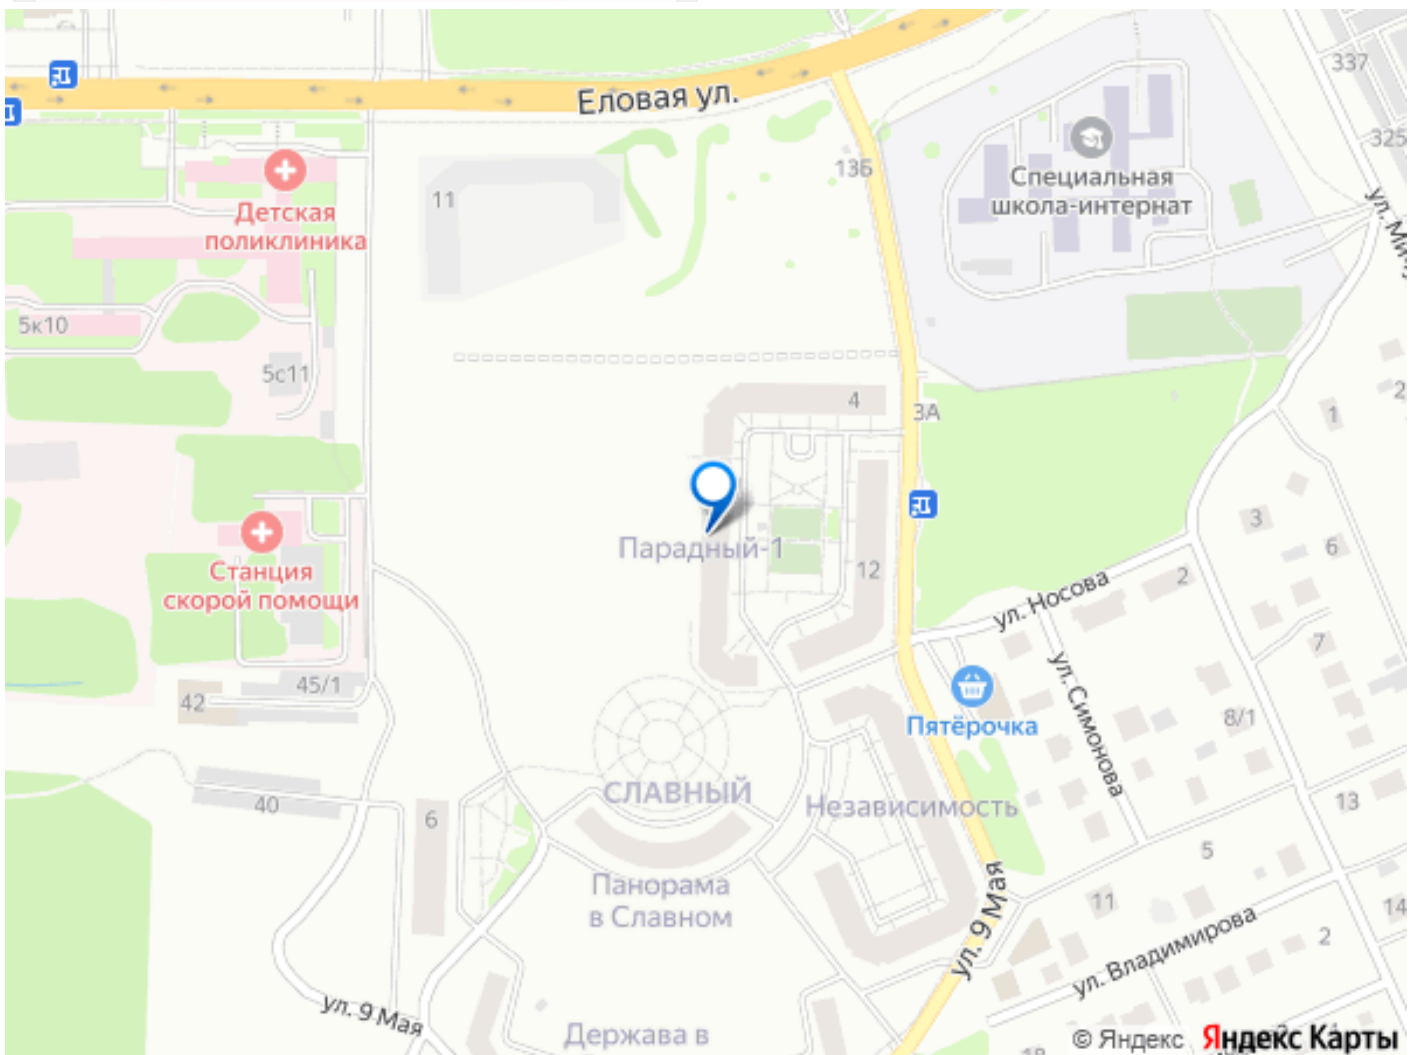 Еловая ул.
337
325
13Б
Специальная
школа-интернат
11
Детская
поликлиника
5к10
5с11
4
3А
1
2
3
6
Парадный-1
12
ул. Носова
2
Станция
скорой помощи
45/1
42
7
ул. Симонова
8/1
Пятёрочка
СЛАВНЫЙ
Независимость
40
6
13
5
Панорама
в Славном
11
14
ул. 9 Мая
ул. Владимирова
2
ул. 9 Мая
Держава в
© Яндекс Яндекс Карты